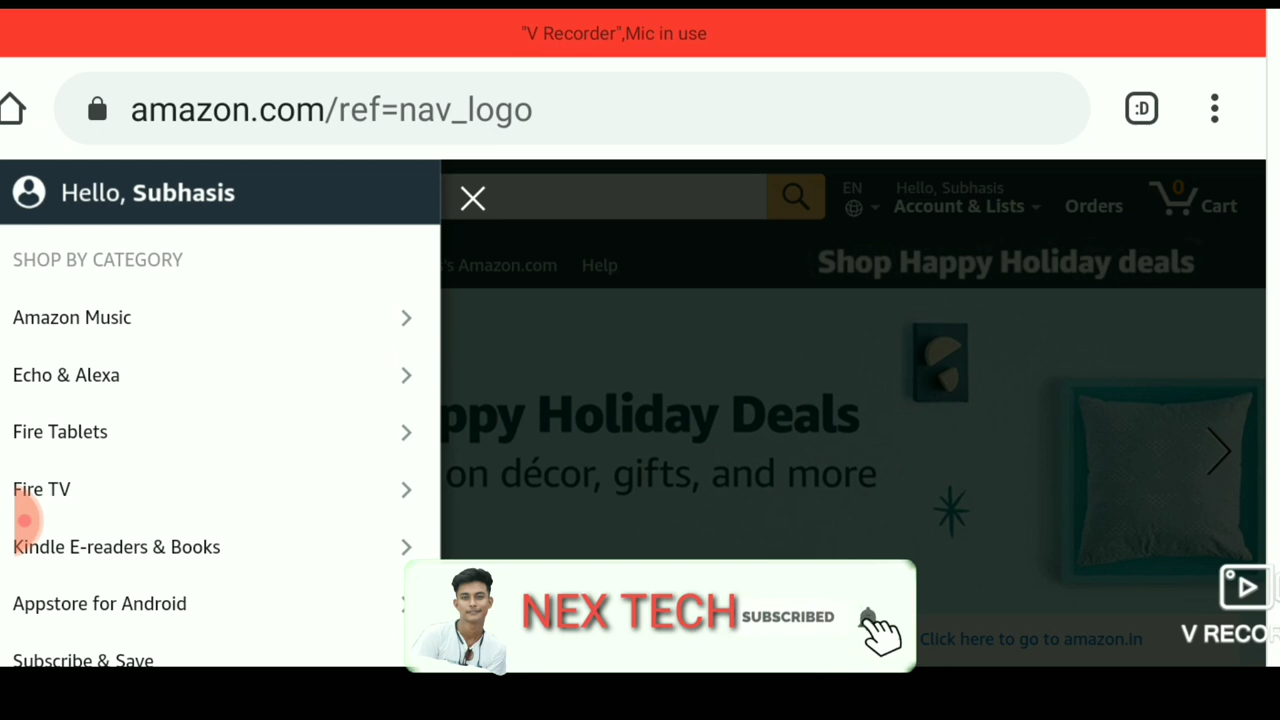 "V Recorder",Mic in use
amazon.com/ref=nav_logo
:D
Hello, Subhasis
EN
Hello, Subhasis
Account & Lists
Orders
0
Cart
SHOP BY CATEGORY
's Amazon.com
Help
Shop Happy Holiday deals
Amazon Music
Echo & Alexa
Fire Tablets
Fire TV
Kindle E-readers & Books
Appstore for Android
Subscribe & Save
ppy Holiday Deals
on décor, gifts, and more
NEX TECH
SUBSCRIBED
Click here to go to amazon.in
V RECOR